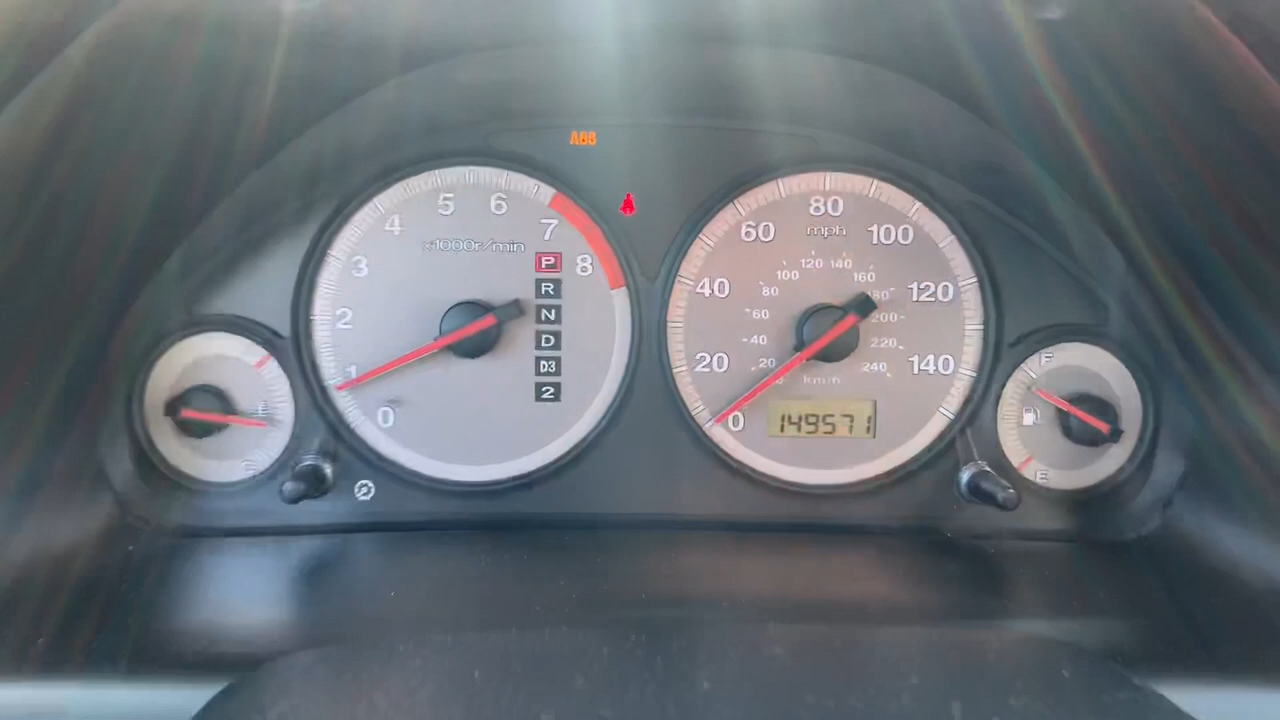 ABS
4 5 6 7 8
x1000r/min
3
2
1
0
P
R
N
D
D3
2
80
60 mph 100
120 140
100 160
80 180
40 120
60 200
40 220
20 140
20 240
km/h
0
149571
F
E